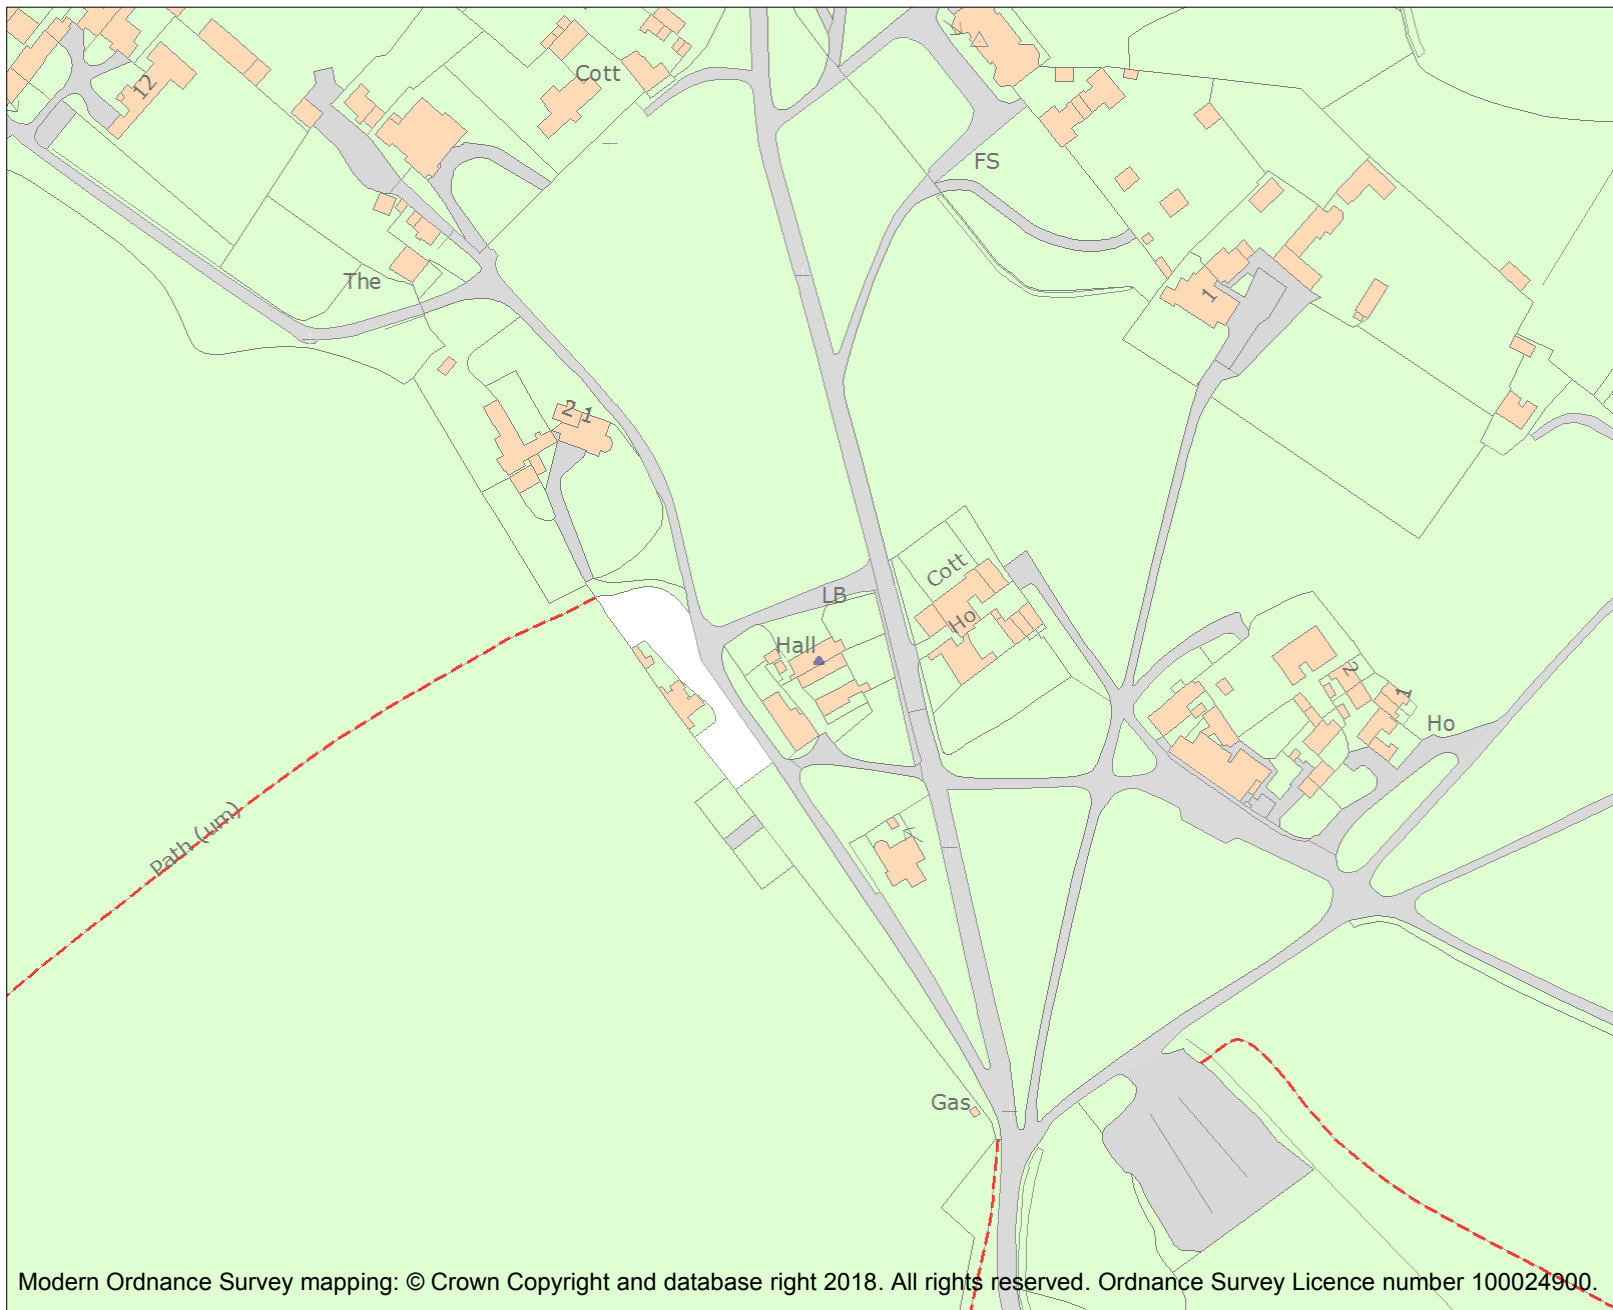 Cott
12
FS
The
1
2 1
Cott
LB
Ho
Hall
2
1
Ho
Path (um)
Gas
Modern Ordnance Survey mapping: © Crown Copyright and database right 2018. All rights reserved. Ordnance Survey Licence number 100024900.